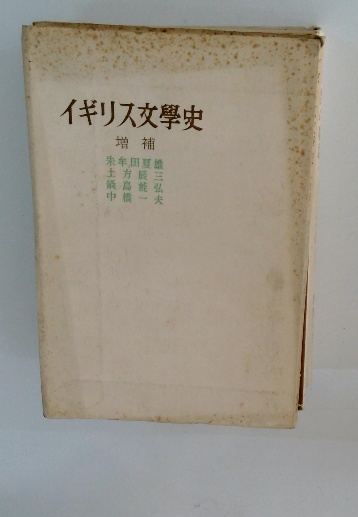 イギリス文學史
増補
朱牟田夏雄
土方辰三
鍋島能弘
中橋一夫